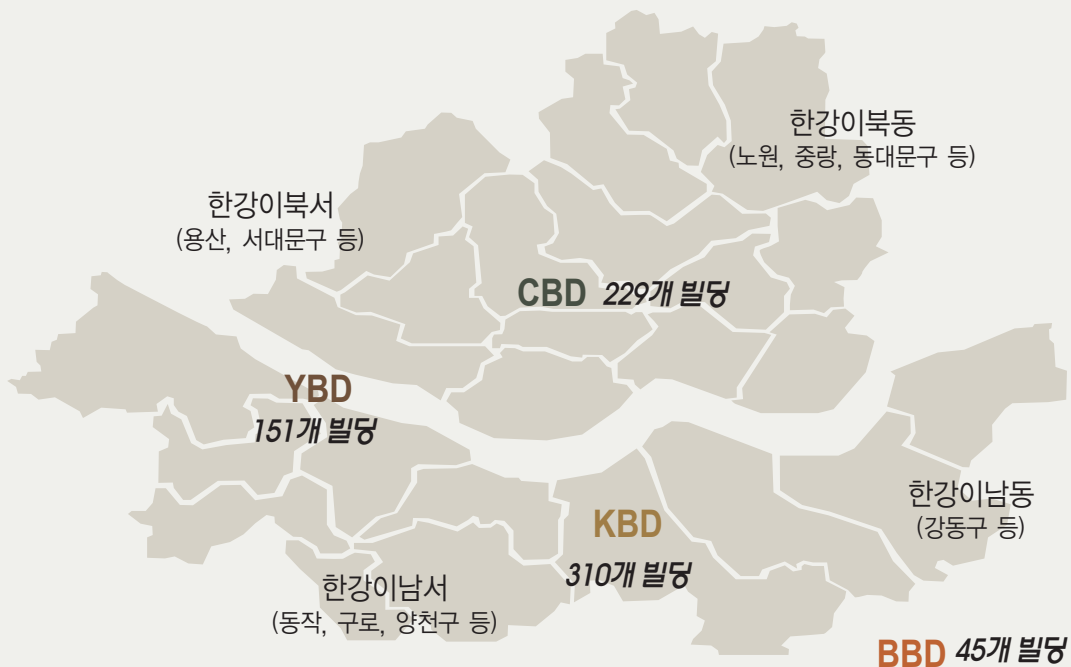 한강이북동
(노원, 중랑, 동대문구 등)
한강이북서
(용산, 서대문구 등)
CBD 229개 빌딩
YBD
151개 빌딩
한강이남동
(강동구 등)
KBD
310개 빌딩
한강이남서
(동작, 구로, 양천구 등)
BBD 45개 빌딩